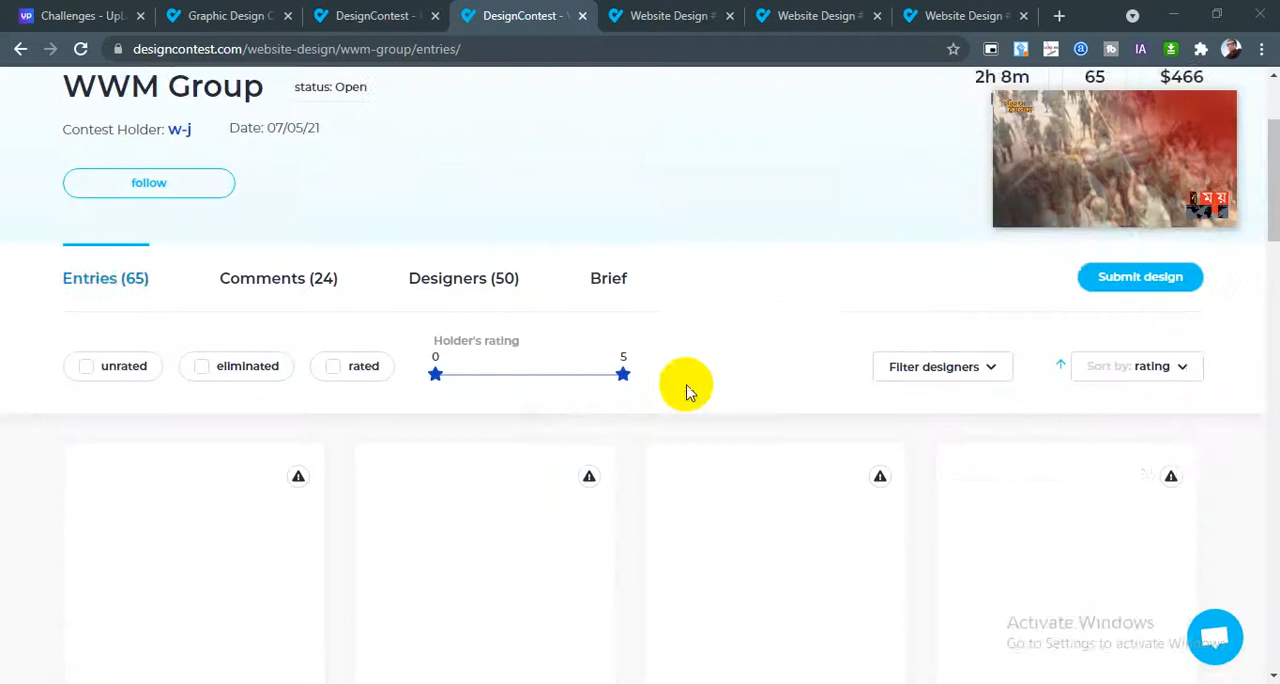 Challenges - UpL
Graphic Design C
DesignContest -
DesignContest -
Website Design #
Website Design #
Website Design #
designcontest.com/website-design/wwm-group/entries/
WWM Group
status: Open
2h 8m
65
$466
Contest Holder: w-j
Date: 07/05/21
follow
ময়
Entries (65)
Comments (24)
Designers (50)
Brief
Submit design
Holder's rating
0
5
unrated
eliminated
rated
Filter designers
Sort by: rating
Activate Windows
Go to Settings to activate Windows.